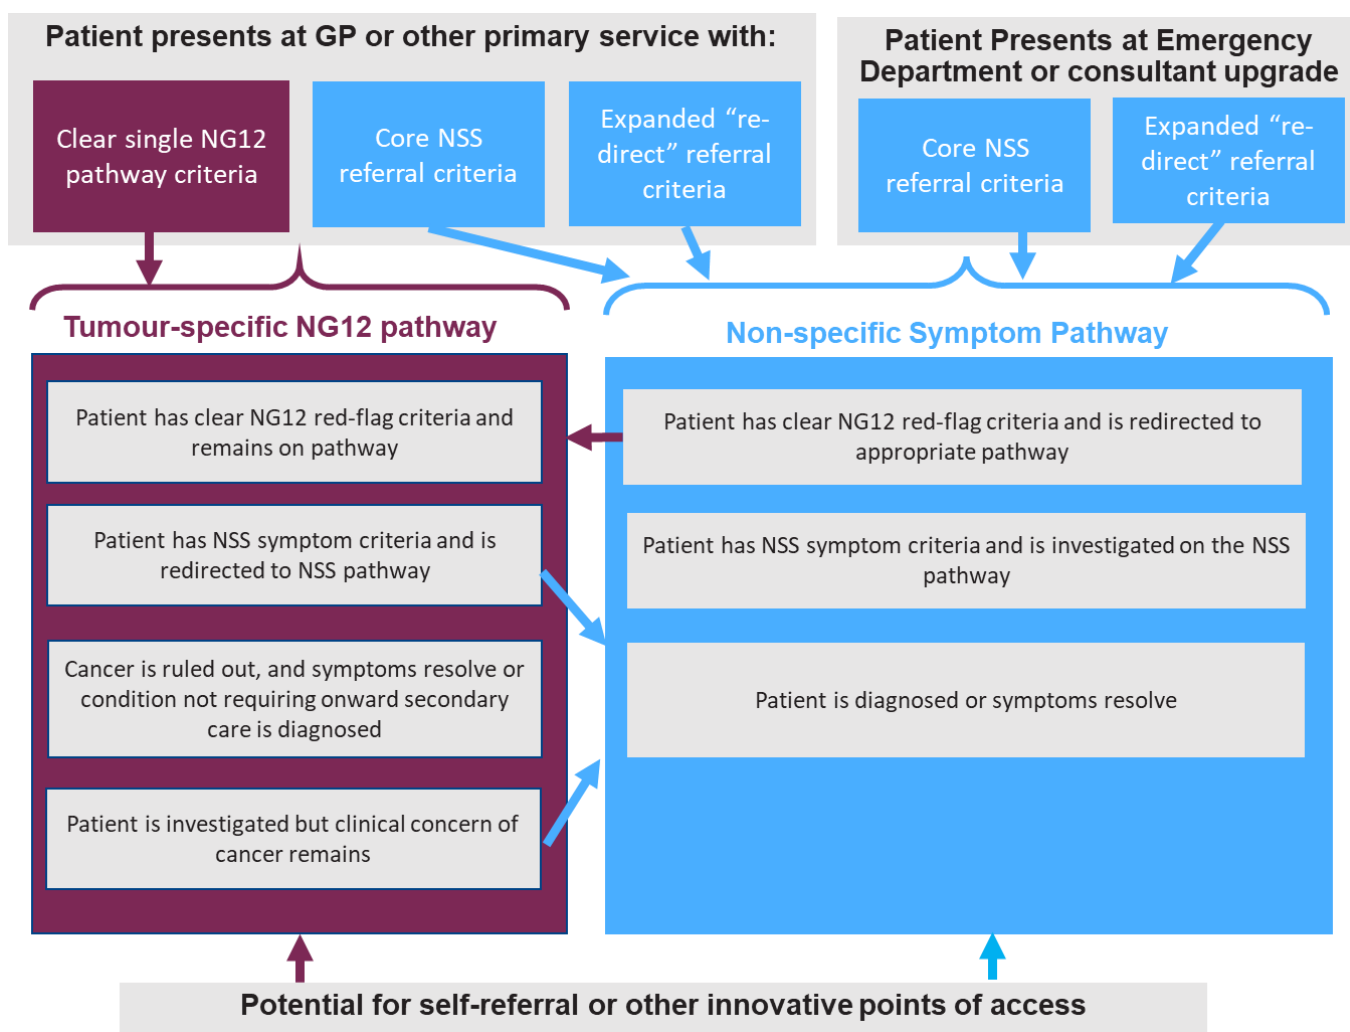 Patient presents at GP or other primary service with:
Clear single NG12
pathway criteria
Core NSS
referral criteria
Expanded “re-
direct” referral
criteria
Patient Presents at Emergency
Department or consultant upgrade
Core NSS
referral criteria
Expanded “re-
direct” referral
criteria
Tumour-specific NG12 pathway
Patient has clear NG12 red-flag criteria and
remains on pathway
Patient has NSS symptom criteria and is
redirected to NSS pathway
Cancer is ruled out, and symptoms resolve or
condition not requiring onward secondary
care is diagnosed
Patient is investigated but clinical concern of
cancer remains
Non-specific Symptom Pathway
Patient has clear NG12 red-flag criteria and is redirected to
appropriate pathway
Patient has NSS symptom criteria and is investigated on the NSS
pathway
Patient is diagnosed or symptoms resolve
Potential for self-referral or other innovative points of access